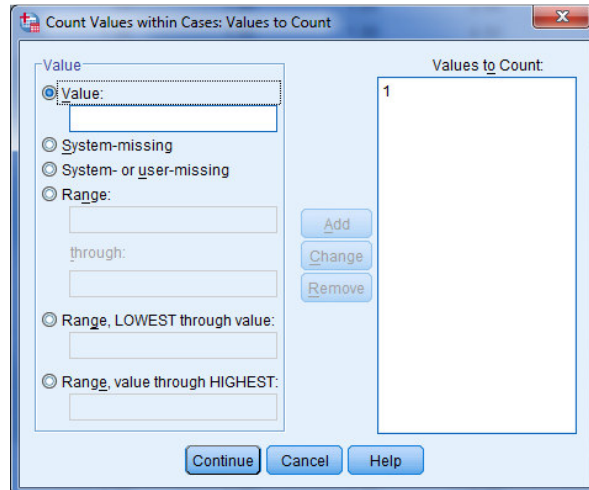 Count Values within Cases: Values to Count
Value
Value:
System-missing
System- or user-missing
Range:
through:
Range, LOWEST through value:
Range, value through HIGHEST:
Add
Change
Remove
Values to Count:
1
Continue
Cancel
Help